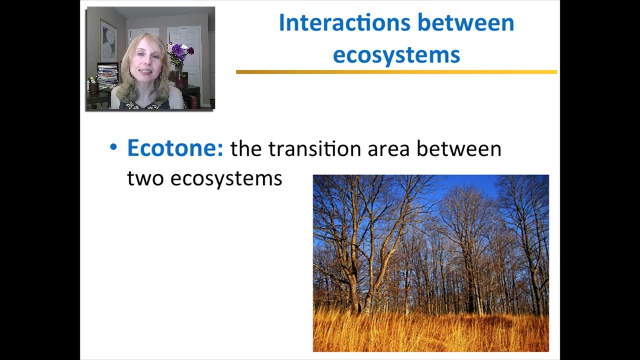 Interactions between
ecosystems
• Ecotone: the transition area between
two ecosystems